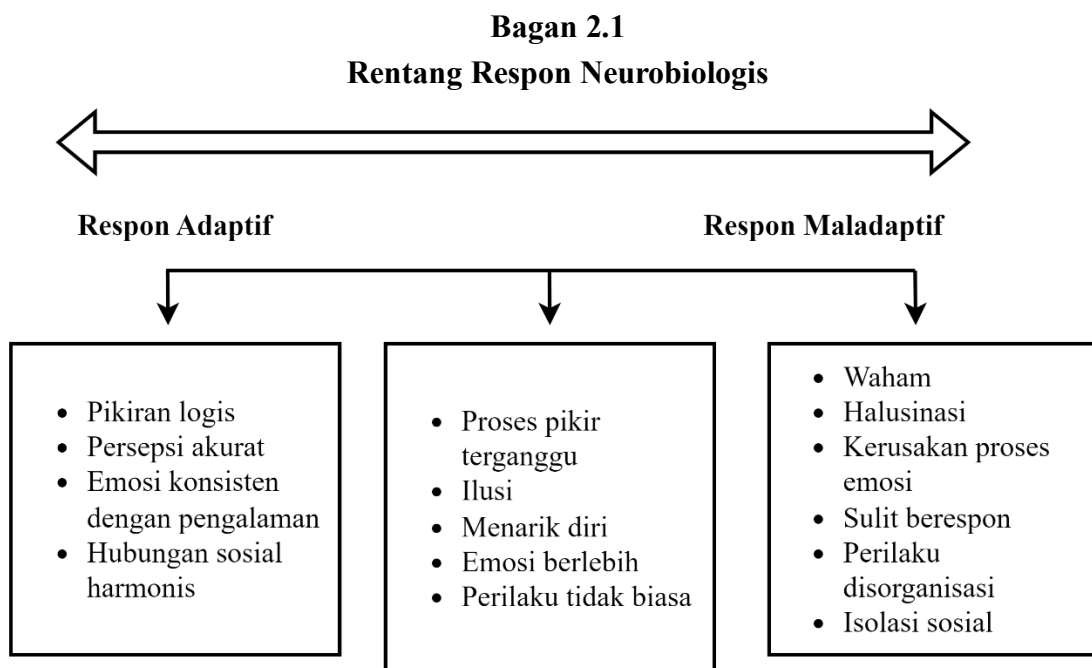 Bagan 2.1
Rentang Respon Neurobiologis
Respon Adaptif
Respon Maladaptif
• Pikiran logis
• Persepsi akurat
• Emosi konsisten
dengan pengalaman
• Hubungan sosial
harmonis
• Proses pikir
terganggu
• Ilusi
• Menarik diri
• Emosi berlebih
• Perilaku tidak biasa
• Waham
• Halusinasi
• Kerusakan proses
emosi
• Sulit berespon
• Perilaku
disorganisasi
• Isolasi sosial